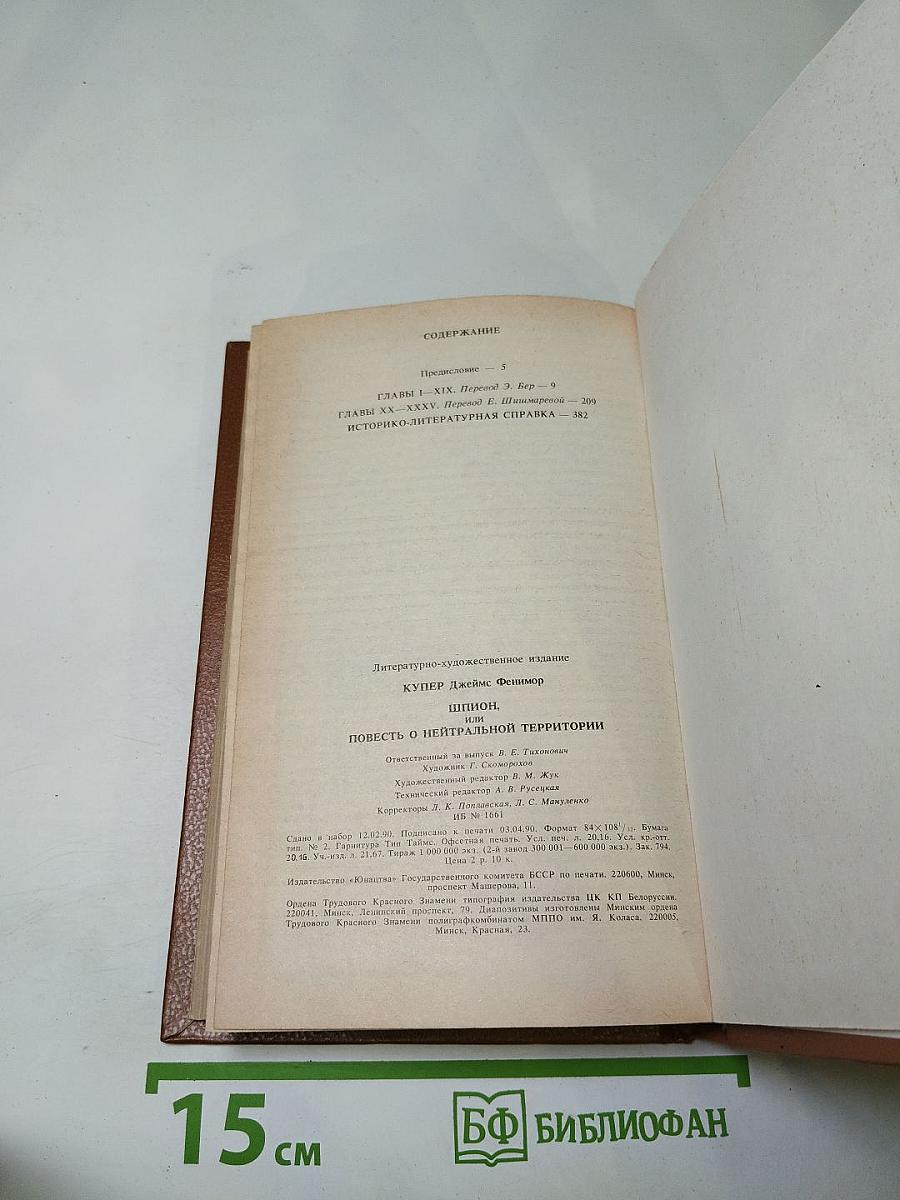 СОДЕРЖАНИЕ
Предисловие — 5
ГЛАВЫ I—XIX. Перевод Э. Бер — 9
ГЛАВЫ XX—XXXV. Перевод Е. Шишмаревой — 209
ИСТОРИКО-ЛИТЕРАТУРНАЯ СПРАВКА — 382
Литературно-художественное издание
КУПЕР Джеймс Фенимор
ШПИОН,
или
ПОВЕСТЬ О НЕЙТРАЛЬНОЙ ТЕРРИТОРИИ
Ответственный за выпуск В. Е. Тихонович
Художник Г. Скоморохов
Художественный редактор В. М. Жук
Технический редактор А. В. Русецкая
Корректоры Л. К. Поплавская, Л. С. Мануленко
ИБ № 1661
Сдано в набор 12.02.90. Подписано к печати 03.04.90. Формат 84×108¹/₃₂. Бумага
тип. № 2. Гарнитура Тип Таймс. Офсетная печать. Усл. печ. л. 20,16. Усл. кр.-отт.
20,16. Уч.-изд. л. 21,67. Тираж 1 000 000 экз. (2-й завод 300 001—600 000 экз.). Зак. 794.
Цена 2 р. 10 к.
Издательство «Юнацтва» Государственного комитета БССР по печати. 220600, Минск,
проспект Машерова, 11.
Ордена Трудового Красного Знамени типография издательства ЦК КП Белоруссии.
220041, Минск, Ленинский проспект, 79. Диапозитивы изготовлены Минским ордена
Трудового Красного Знамени полиграфкомбинатом МППО им. Я. Коласа. 220005,
Минск, Красная, 23.
15 см
БФ БИБЛИОФАН